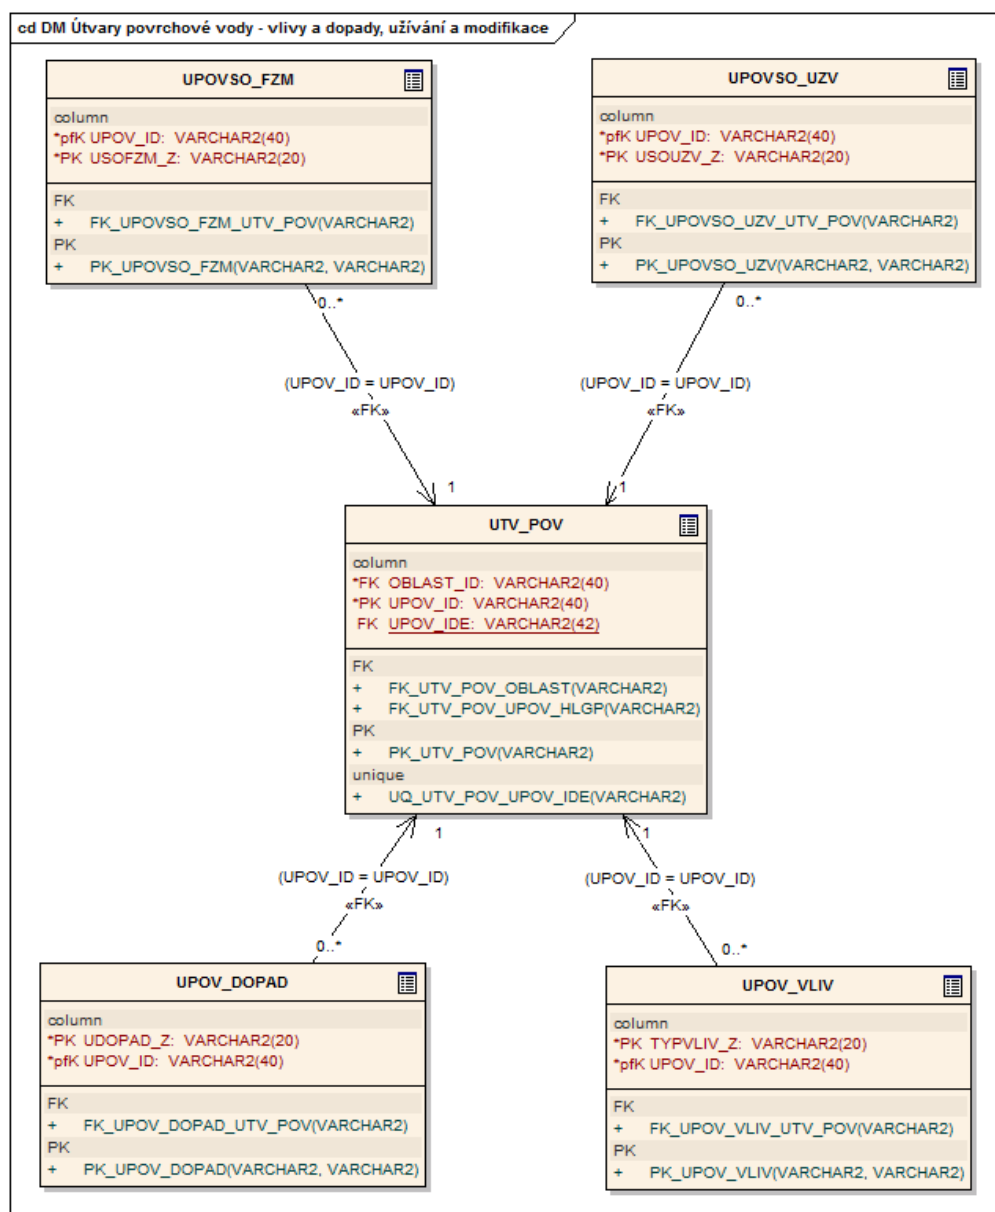 cd DM Útvary povrchové vody - vlivy a dopady, užívání a modifikace
UPOVSO_FZM
column
*pfK UPOV_ID: VARCHAR2(40)
*PK USOFZM_Z: VARCHAR2(20)
FK
+ FK_UPOVSO_FZM_UTV_POV(VARCHAR2)
PK
+ PK_UPOVSO_FZM(VARCHAR2, VARCHAR2)
UPOVSO_UZV
column
*pfK UPOV_ID: VARCHAR2(40)
*PK USOUZV_Z: VARCHAR2(20)
FK
+ FK_UPOVSO_UZV_UTV_POV(VARCHAR2)
PK
+ PK_UPOVSO_UZV(VARCHAR2, VARCHAR2)
0..*
0..*
(UPOV_ID = UPOV_ID)
«FK»
(UPOV_ID = UPOV_ID)
«FK»
1
1
UTV_POV
column
*FK OBLAST_ID: VARCHAR2(40)
*PK UPOV_ID: VARCHAR2(40)
FK UPOV_IDE: VARCHAR2(42)
FK
+ FK_UTV_POV_OBLAST(VARCHAR2)
+ FK_UTV_POV_UPOV_HLGP(VARCHAR2)
PK
+ PK_UTV_POV(VARCHAR2)
unique
+ UQ_UTV_POV_UPOV_IDE(VARCHAR2)
1
1
(UPOV_ID = UPOV_ID)
«FK»
(UPOV_ID = UPOV_ID)
«FK»
0..*
0..*
UPOV_DOPAD
column
*PK UDOPAD_Z: VARCHAR2(20)
*pfK UPOV_ID: VARCHAR2(40)
FK
+ FK_UPOV_DOPAD_UTV_POV(VARCHAR2)
PK
+ PK_UPOV_DOPAD(VARCHAR2, VARCHAR2)
UPOV_VLIV
column
*PK TYPVLIV_Z: VARCHAR2(20)
*pfK UPOV_ID: VARCHAR2(40)
FK
+ FK_UPOV_VLIV_UTV_POV(VARCHAR2)
PK
+ PK_UPOV_VLIV(VARCHAR2, VARCHAR2)